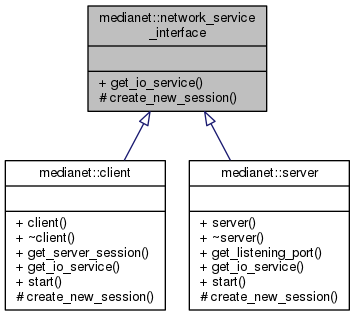 medianet::network_service
_interface
+ get_io_service()
# create_new_session()
medianet::client
+ client()
+ ~client()
+ get_server_session()
+ get_io_service()
+ start()
# create_new_session()
medianet::server
+ server()
+ ~server()
+ get_listening_port()
+ get_io_service()
+ start()
# create_new_session()